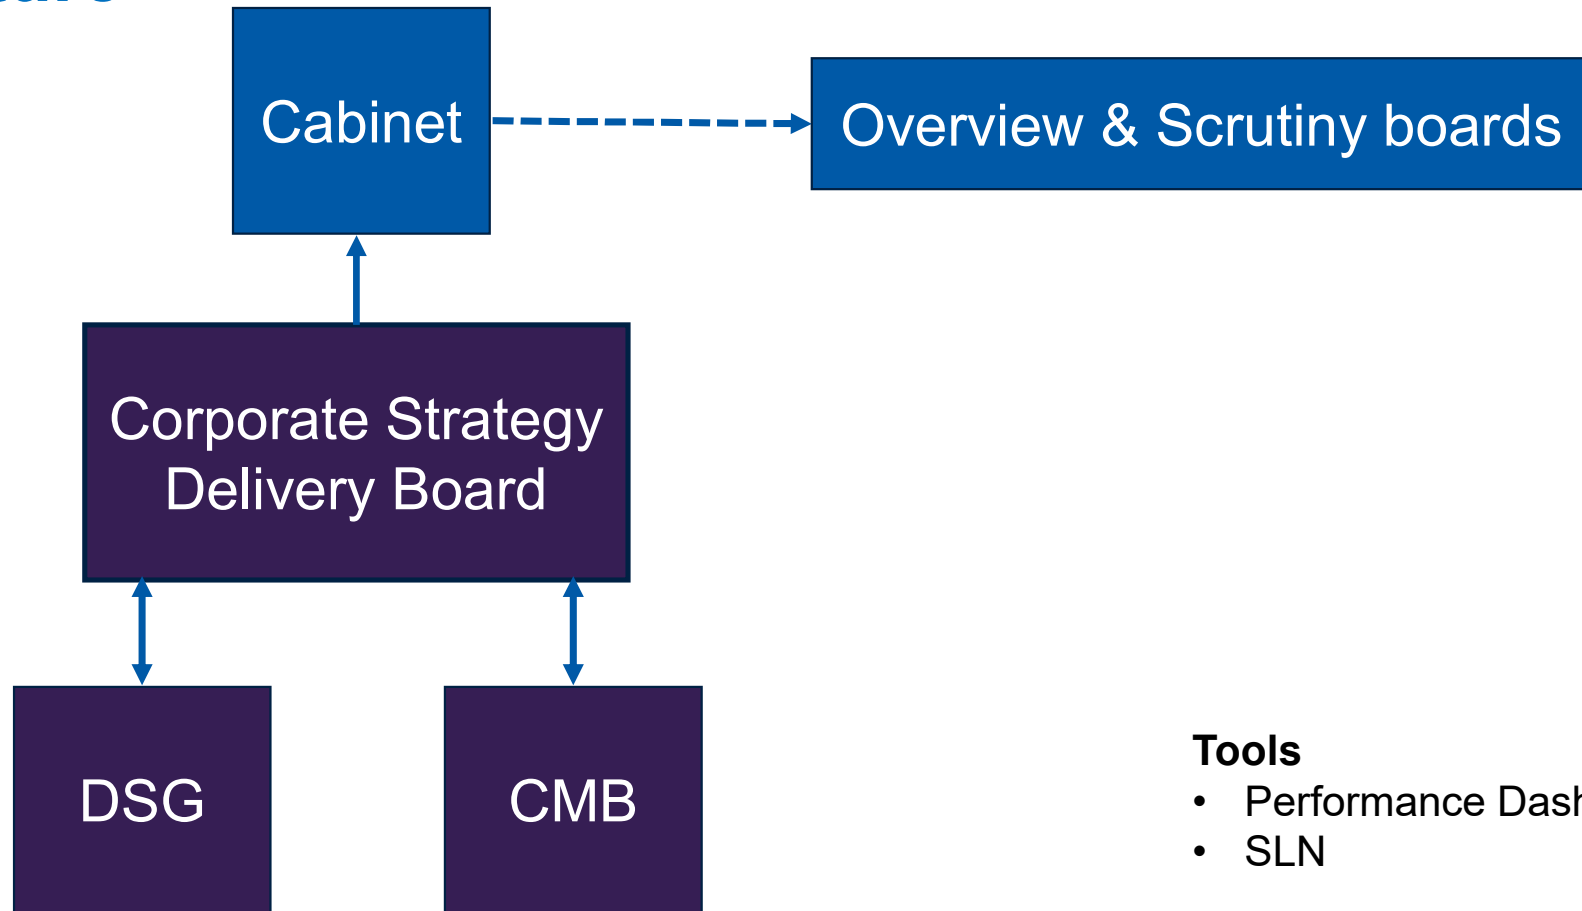 Cabinet
Overview & Scrutiny boards
Corporate Strategy
Delivery Board
DSG
CMB
Tools
• Performance
• SLN